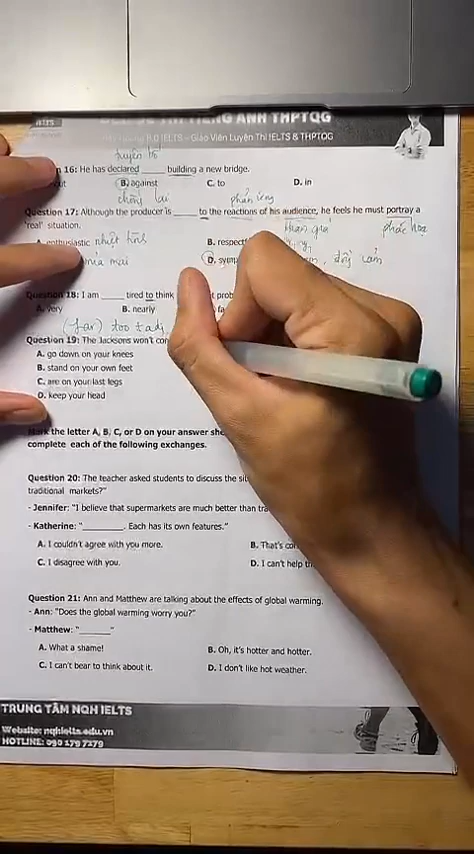 TIẾNG ANH THPTQG
IELTS - Giáo Viên Luyện Thi IELTS & THPTQG
tuyên bố
16: He has declared _____ building a new bridge.
B. against C. to D. in
chống lại phản ứng
Question 17: Although the producer is _____ to the reactions of his audience, he feels he must portray a
'real' situation. khán giả phác hoạ
enthusiastic nhiệt tình B. respect
mỉa mai D. đồng cảm
Question 18: I am _____ tired to think prob
A. very B. nearly
(far) too + adj
Question 19: The Jacksons won't
A. go down on your knees
B. stand on your own feet
C. are on your last legs
D. keep your head
the letter A, B, C, or D on your answer
complete each of the following exchanges.
Question 20: The teacher asked students to discuss the
traditional markets?"
- Jennifer: "I believe that supermarkets are much better than
- Katherine: "________. Each has its own features."
A. I couldn't agree with you more. B. That's
C. I disagree with you. D. I can't help
Question 21: Ann and Matthew are talking about the effects of global warming.
- Ann: "Does the global warming worry you?"
- Matthew: "______"
A. What a shame! B. Oh, it's hotter and hotter.
C. I can't bear to think about it. D. I don't like hot weather.
TRUNG TÂM NQH IELTS
Website: nqhielts.edu.vn
HOTLINE: 090 179 7279